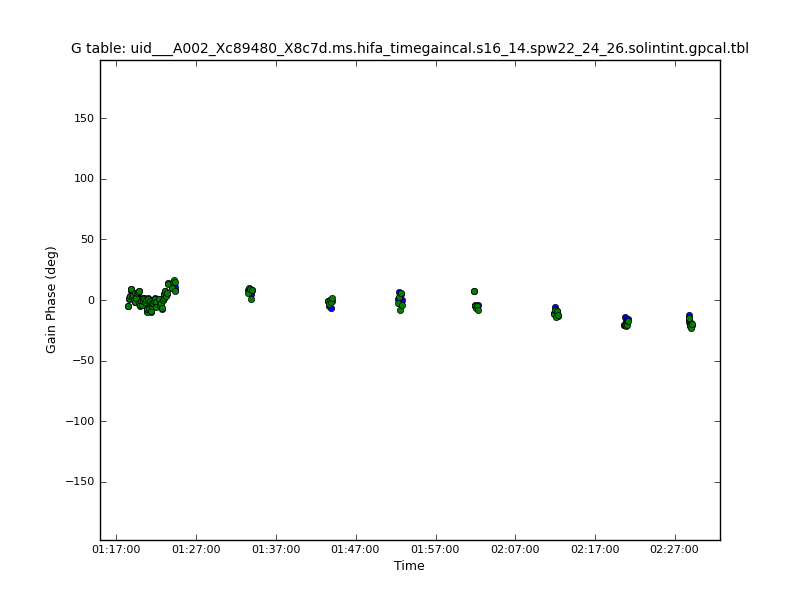 G table: uid___A002_Xc89480_X8c7d.ms.hifa_timegaincal.s16_14.spw22_24_26.solintint.gpcal.tbl
Gain Phase (deg)
150
100
50
0
−50
−100
−150
01:17:00 01:27:00 01:37:00 01:47:00 01:57:00 02:07:00 02:17:00 02:27:00
Time